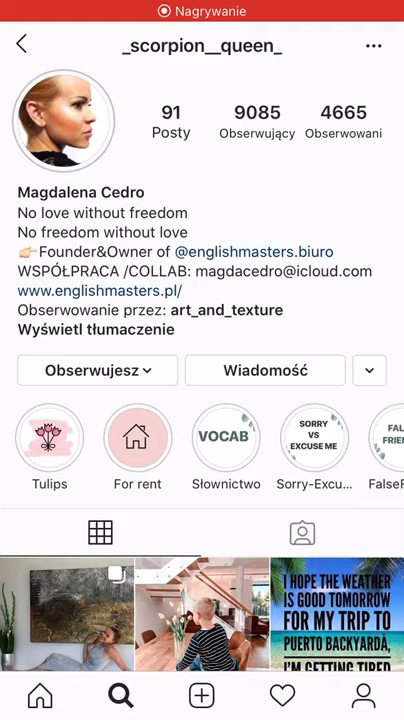 Nagrywanie
_scorpion__queen_
91
Posty
9085
Obserwujący
4665
Obserwowani
Magdalena Cedro
No love without freedom
No freedom without love
👉🏻Founder&Owner of @englishmasters.biuro
WSPÓŁPRACA /COLLAB: magdacedro@icloud.com
www.englishmasters.pl/
Obserwowanie przez: art_and_texture
Wyświetl tłumaczenie
Obserwujesz
Wiadomość
VOCAB
SORRY
VS
EXCUSE ME
FAL
FRIEN
Tulips
For rent
Słownictwo
Sorry-Excu...
FalseF
I HOPE THE WEATHER
IS GOOD TOMORROW
FOR MY TRIP TO
PUERTO BACKYARDA,
I'M GETTING TIRED